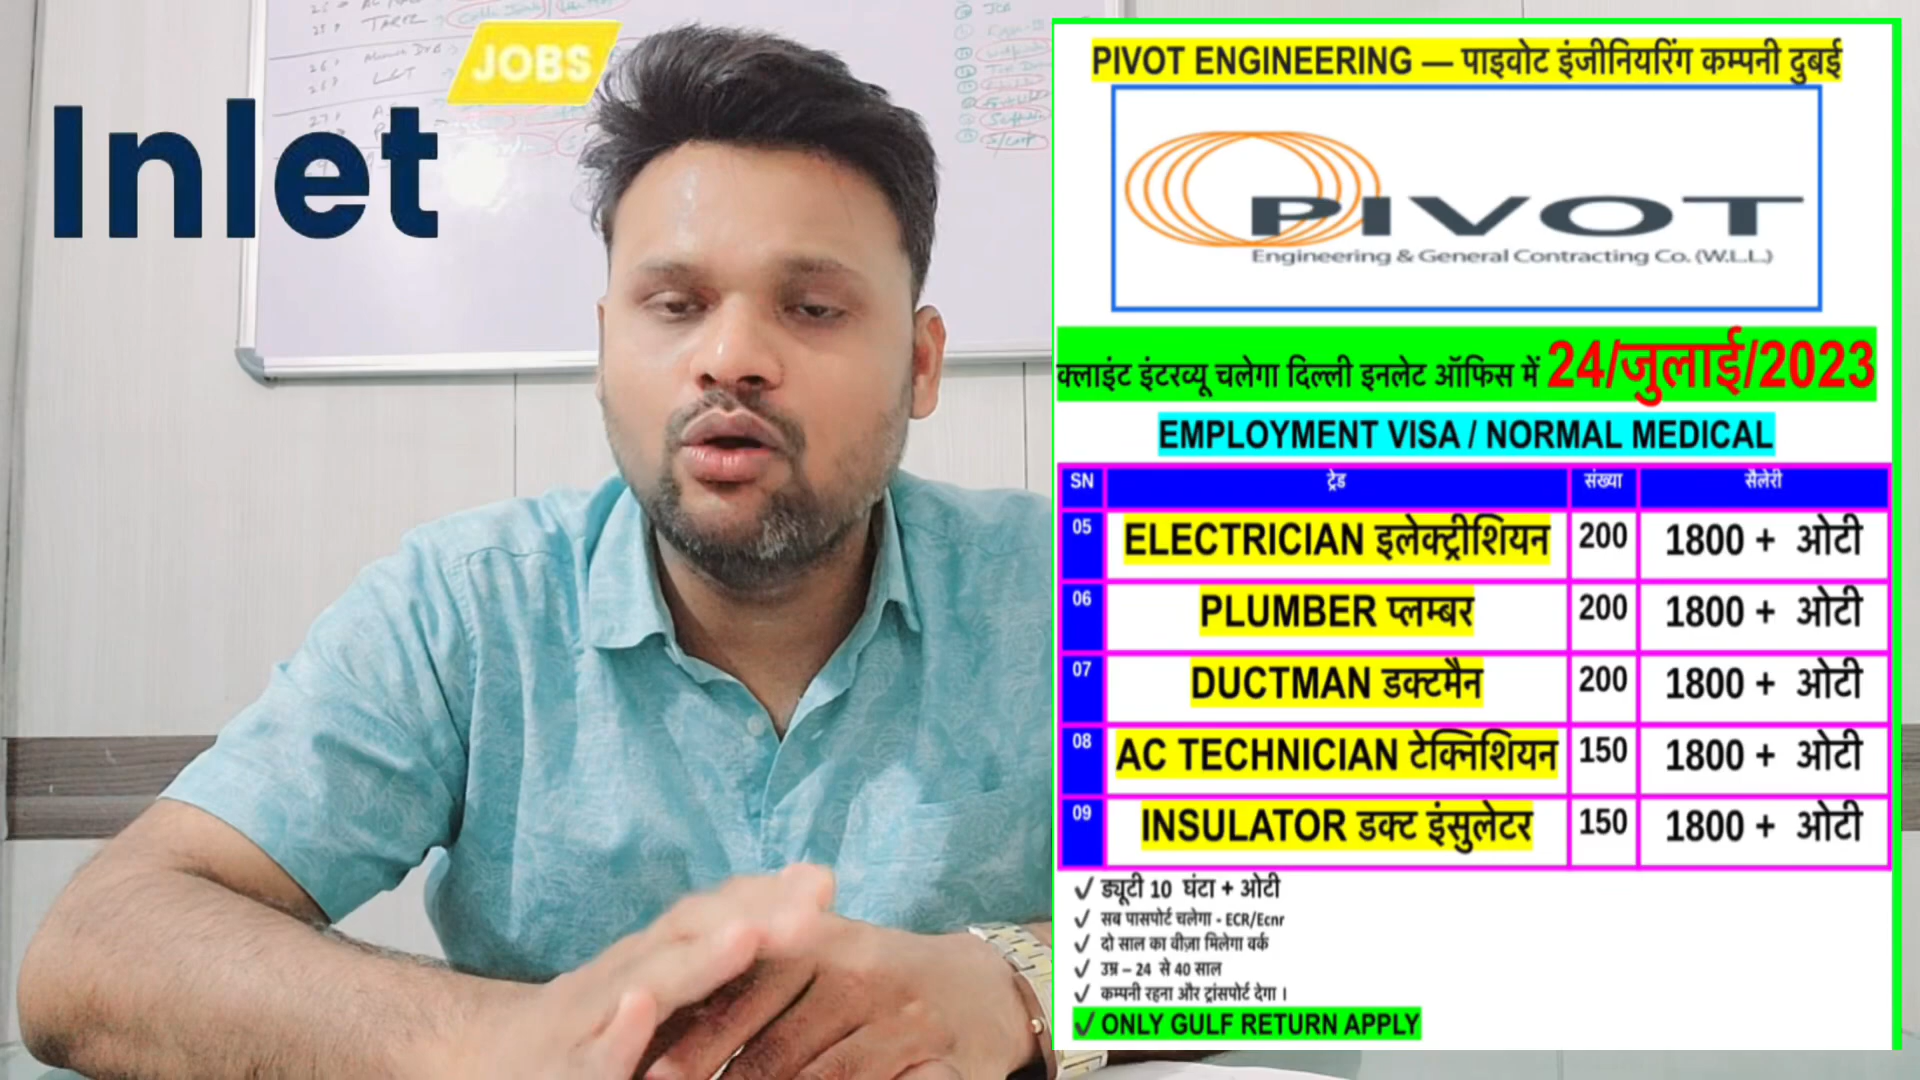 JOBS
Inlet
PIVOT ENGINEERING — पाइवोट इंजीनियरिंग कम्पनी दुबई
PIVOT
Engineering & General Contracting Co. (W.L.L.)
क्लाइंट इंटरव्यू चलेगा दिल्ली इनलेट ऑफिस में 24/जुलाई/2023
EMPLOYMENT VISA / NORMAL MEDICAL
SN ट्रेड संख्या सैलेरी
05 ELECTRICIAN इलेक्ट्रीशियन 200 1800 + ओटी
06 PLUMBER प्लम्बर 200 1800 + ओटी
07 DUCTMAN डक्टमैन 200 1800 + ओटी
08 AC TECHNICIAN टेक्निशियन 150 1800 + ओटी
09 INSULATOR डक्ट इंसुलेटर 150 1800 + ओटी
✓ ड्यूटी 10 घंटा + ओटी
✓ सब पासपोर्ट चलेगा - ECR/Ecnr
✓ दो साल का वीज़ा मिलेगा वर्क
✓ उम्र – 24 से 40 साल
✓ कम्पनी रहना और ट्रांसपोर्ट देगा ।
✓ ONLY GULF RETURN APPLY